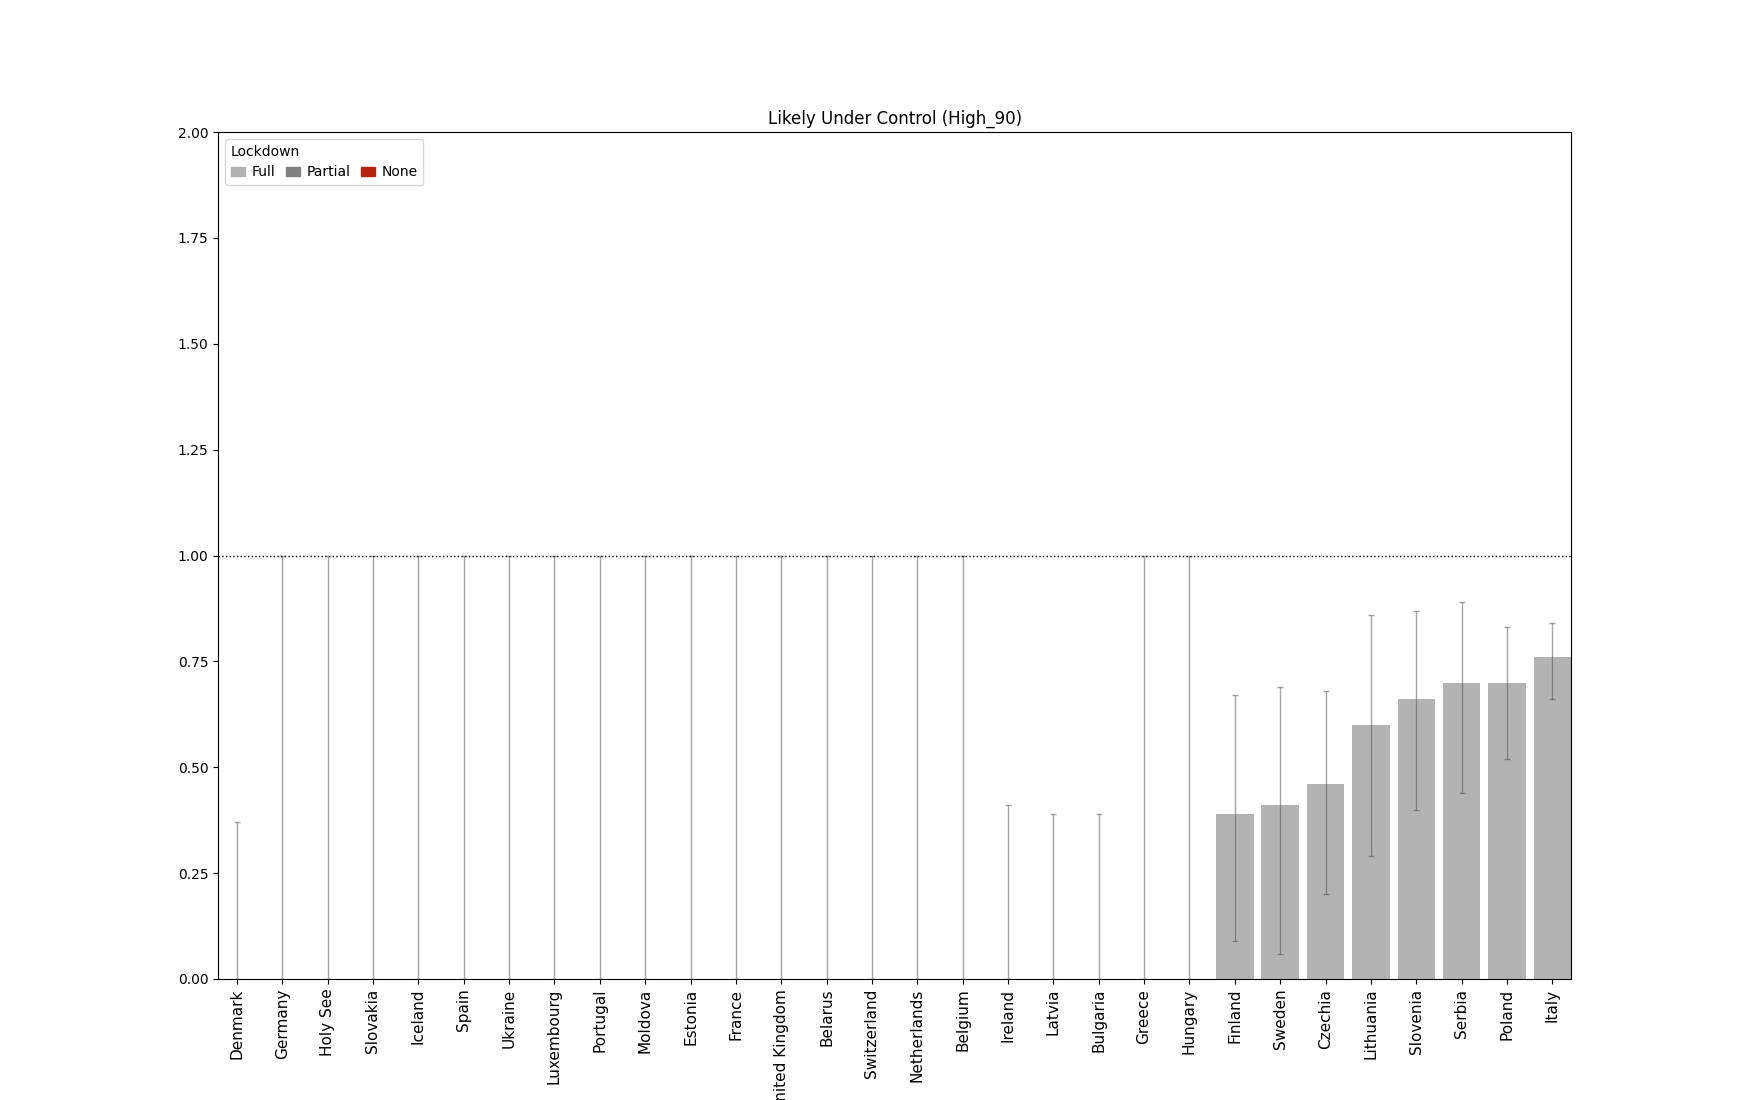 Likely Under Control (High_90)
2.00
Lockdown
Full Partial None
1.75
1.50
1.25
1.00
0.75
0.50
0.25
0.00
Denmark
Germany
Holy See
Slovakia
Iceland
Spain
Ukraine
Luxembourg
Portugal
Moldova
Estonia
France
nited Kingdom
Belarus
Switzerland
Netherlands
Belgium
Ireland
Latvia
Bulgaria
Greece
Hungary
Finland
Sweden
Czechia
Lithuania
Slovenia
Serbia
Poland
Italy